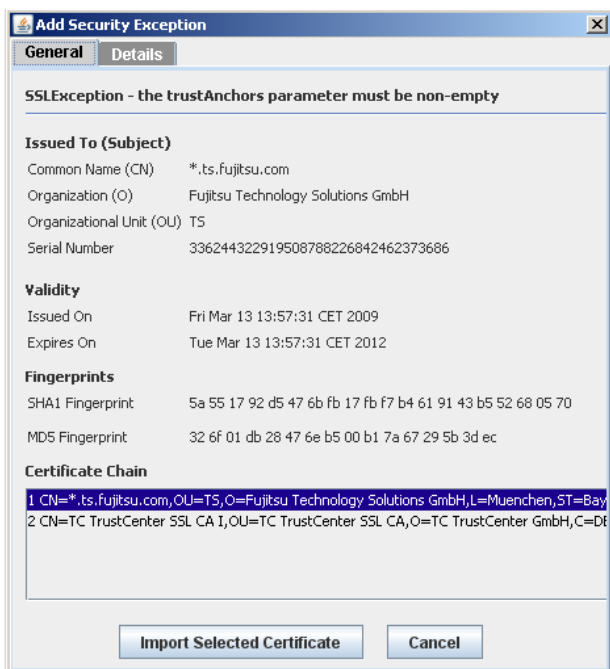 Add Security Exception
General Details
SSLException - the trustAnchors parameter must be non-empty
Issued To (Subject)
Common Name (CN) *.ts.fujitsu.com
Organization (O) Fujitsu Technology Solutions GmbH
Organizational Unit (OU) TS
Serial Number 336244322919508788226842462373686
Validity
Issued On Fri Mar 13 13:57:31 CET 2009
Expires On Tue Mar 13 13:57:31 CET 2012
Fingerprints
SHA1 Fingerprint 5a 55 17 92 d5 47 6b fb 17 fb f7 b4 61 91 43 b5 52 68 05 70
MD5 Fingerprint 32 6f 01 db 28 47 6e b5 00 b1 7a 67 29 5b 3d ec
Certificate Chain
1 CN=*.ts.fujitsu.com,OU=TS,O=Fujitsu Technology Solutions GmbH,L=Muenchen,ST=Bay
2 CN=TC TrustCenter SSL CA I,OU=TC TrustCenter SSL CA,O=TC TrustCenter GmbH,C=DE
Import Selected Certificate Cancel